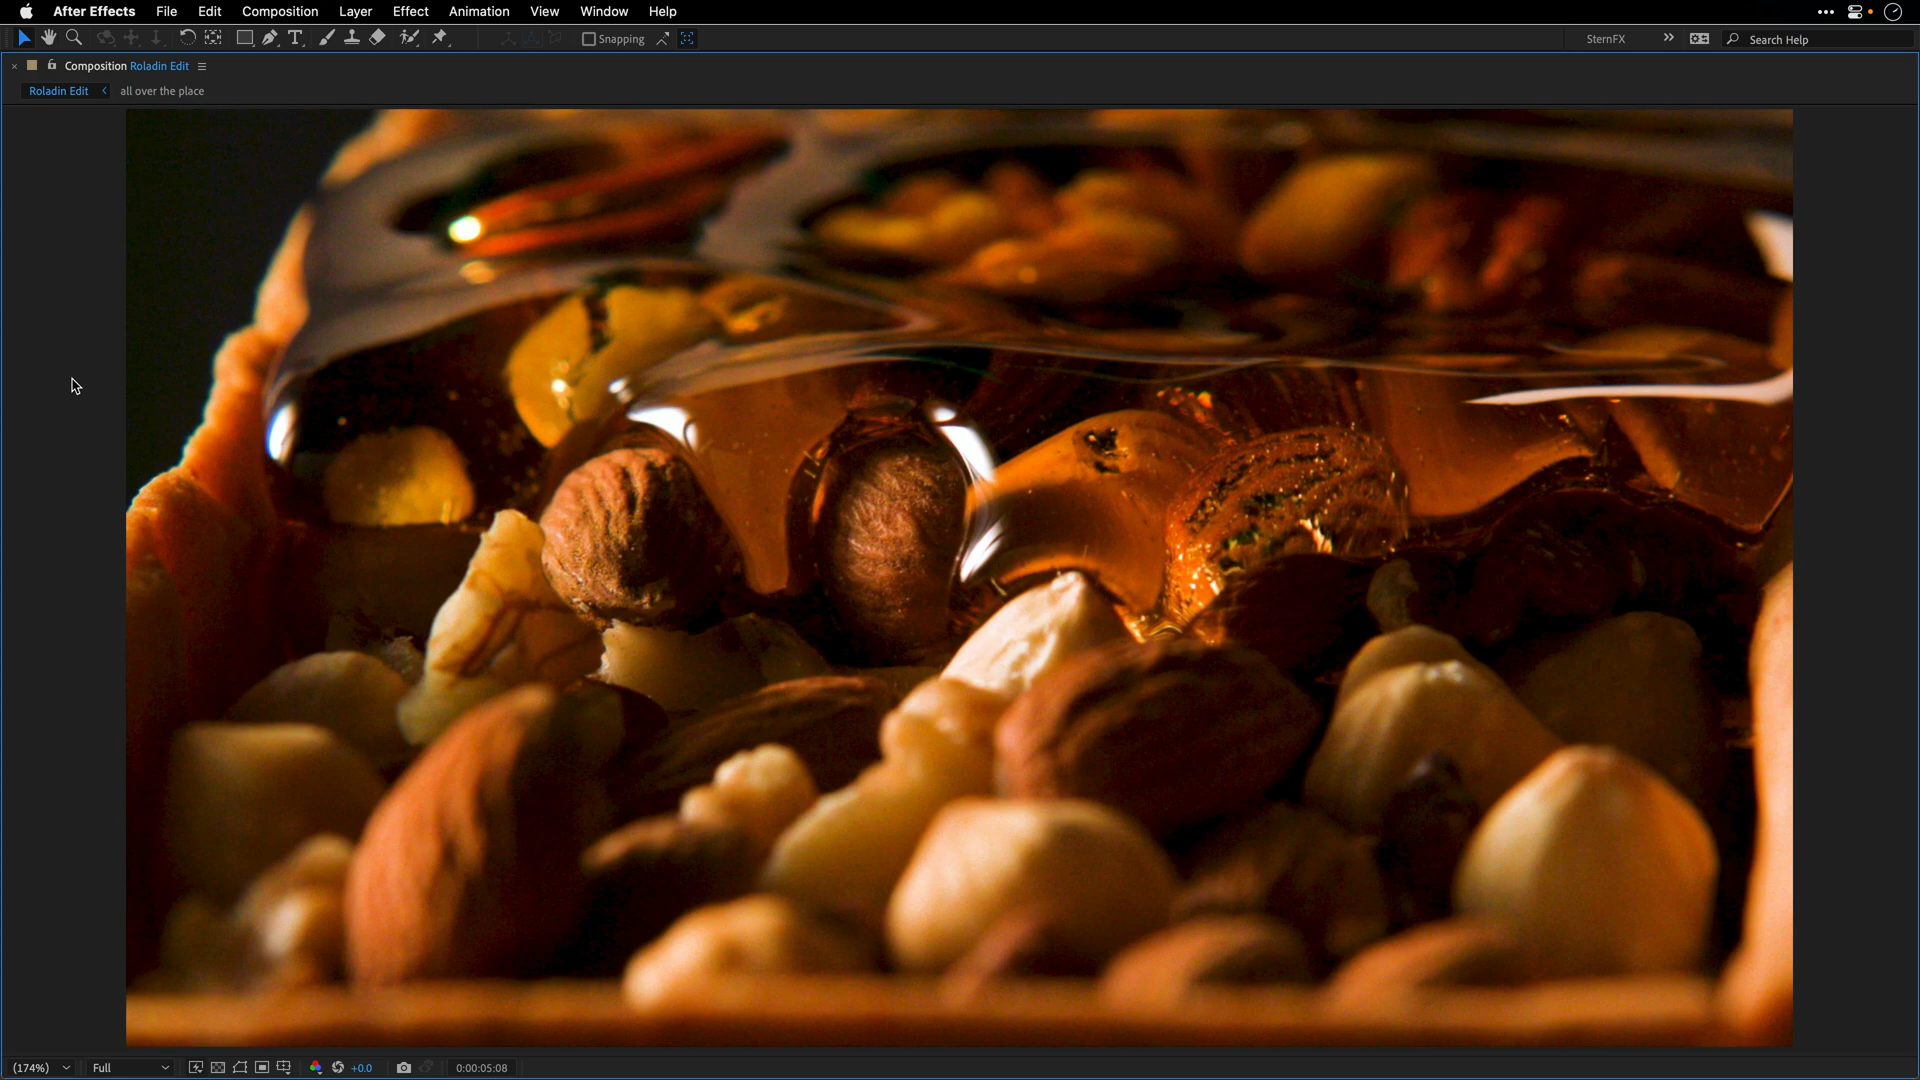 After Effects File Edit Composition Layer Effect Animation View Window Help
Snapping SternFX Search Help
Composition Roladin Edit
Roladin Edit all over the place
(174%) Full +0.0 0:00:05:08